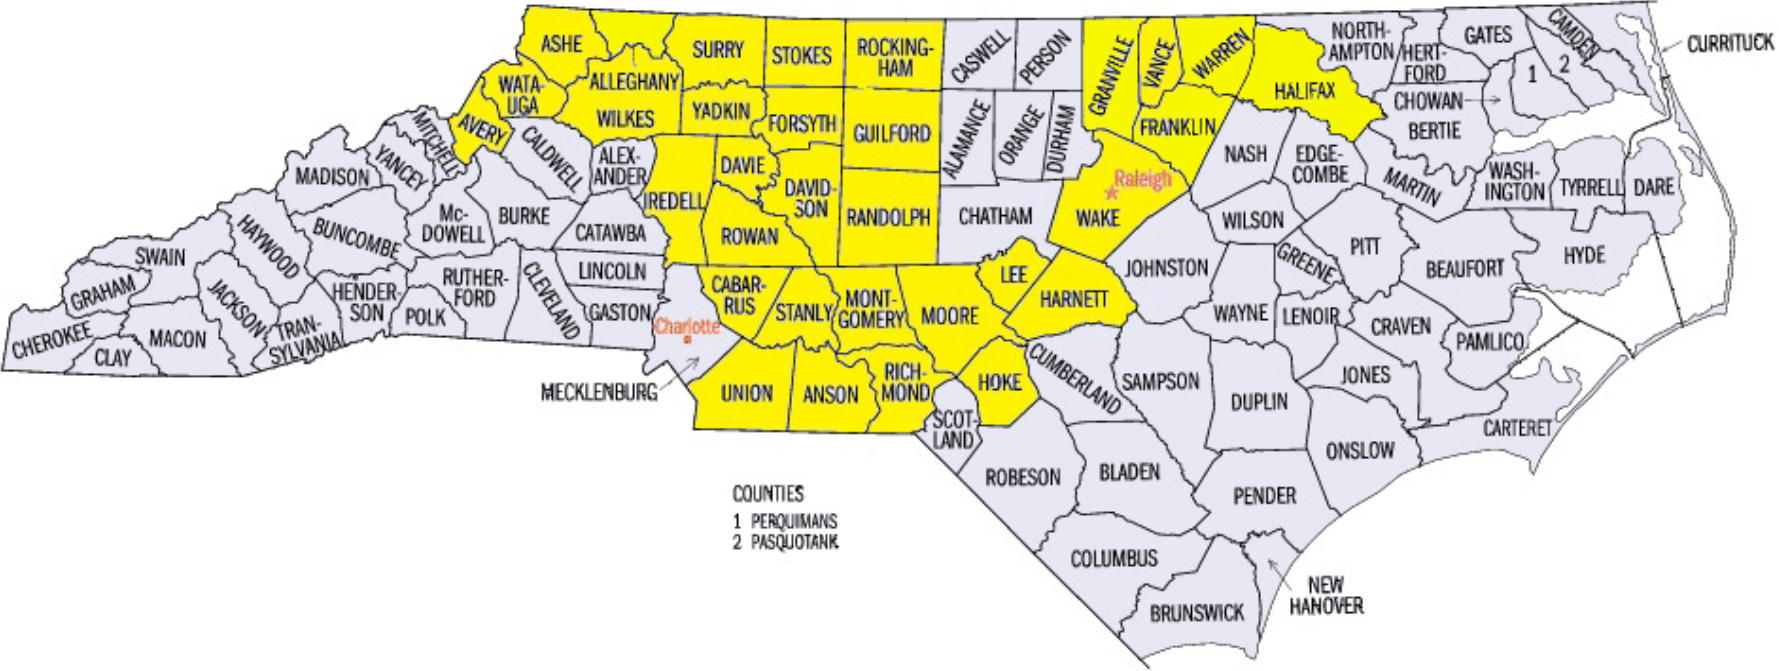 ASHE
SURRY
STOKES
ROCKING-
HAM
CASWELL
PERSON
GRANVILLE
VANCE
WARREN
HALIFAX
NORTH-
AMPTON
HERT-
FORD
GATES
CAMDEN
CURRITUCK
1
2
WATA-
UGA
ALLEGHANY
WILKES
YADKIN
FORSYTH
GUILFORD
ALAMANCE
ORANGE
DURHAM
FRANKLIN
CHOWAN
BERTIE
AVERY
MITCHELL
YANCEY
MADISON
CALDWELL
ALEX-
ANDER
IREDELL
DAVIE
DAVID-
SON
RANDOLPH
CHATHAM
Raleigh
WAKE
NASH
EDGE-
COMBE
MARTIN
WASH-
INGTON
TYRRELL
DARE
HAYWOOD
BUNCOMBE
Mc-
DOWELL
BURKE
CATAWBA
ROWAN
WILSON
PITT
BEAUFORT
HYDE
SWAIN
GRAHAM
JACKSON
HENDER-
SON
RUTHER-
FORD
POLK
CLEVELAND
LINCOLN
GASTON
CABAR-
RUS
STANLY
MONT-
GOMERY
MOORE
LEE
HARNETT
JOHNSTON
GREENE
WAYNE
LENOIR
CRAVEN
PAMLICO
CHEROKEE
CLAY
MACON
TRAN-
SYLVANIA
Charlotte
MECKLENBURG
UNION
ANSON
RICH-
MOND
HOKE
SCOT-
LAND
CUMBERLAND
SAMPSON
DUPLIN
JONES
CARTERET
ONSLOW
ROBESON
BLADEN
PENDER
COLUMBUS
BRUNSWICK
NEW
HANOVER
COUNTIES
1 PERQUIMANS
2 PASQUOTANK